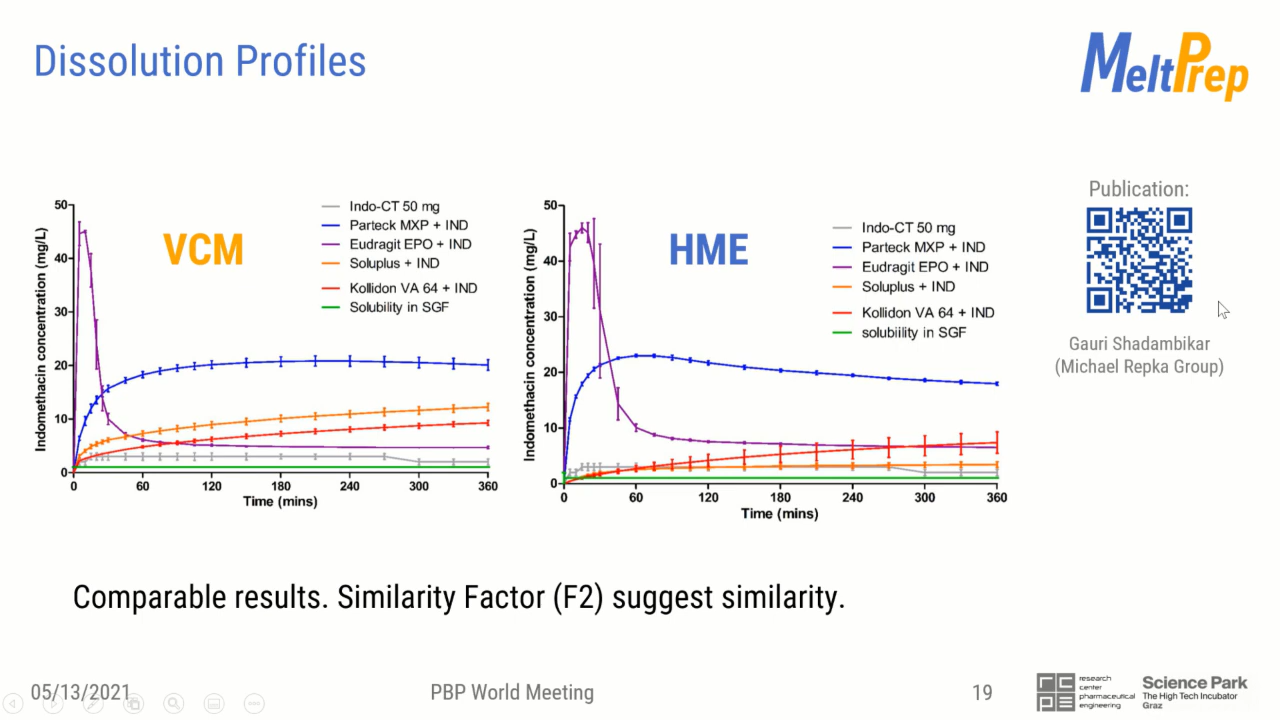 Dissolution Profiles
MeltPrep
VCM
Indomethacin concentration (mg/L)
50
40
30
20
10
0
0 60 120 180 240 300 360
Time (mins)
Indo-CT 50 mg
Parteck MXP + IND
Eudragit EPO + IND
Soluplus + IND
Kollidon VA 64 + IND
Solubility in SGF
HME
Indomethacin concentration (mg/L)
50
40
30
20
10
0
0 60 120 180 240 300 360
Time (mins)
Indo-CT 50 mg
Parteck MXP + IND
Eudragit EPO + IND
Soluplus + IND
Kollidon VA 64 + IND
solubiility in SGF
Publication:
Gauri Shadambikar
(Michael Repka Group)
Comparable results. Similarity Factor (F2) suggest similarity.
05/13/2021
PBP World Meeting
19
rcpe
research
center
pharmaceutical
engineering
Science Park
The High Tech Incubator
Graz